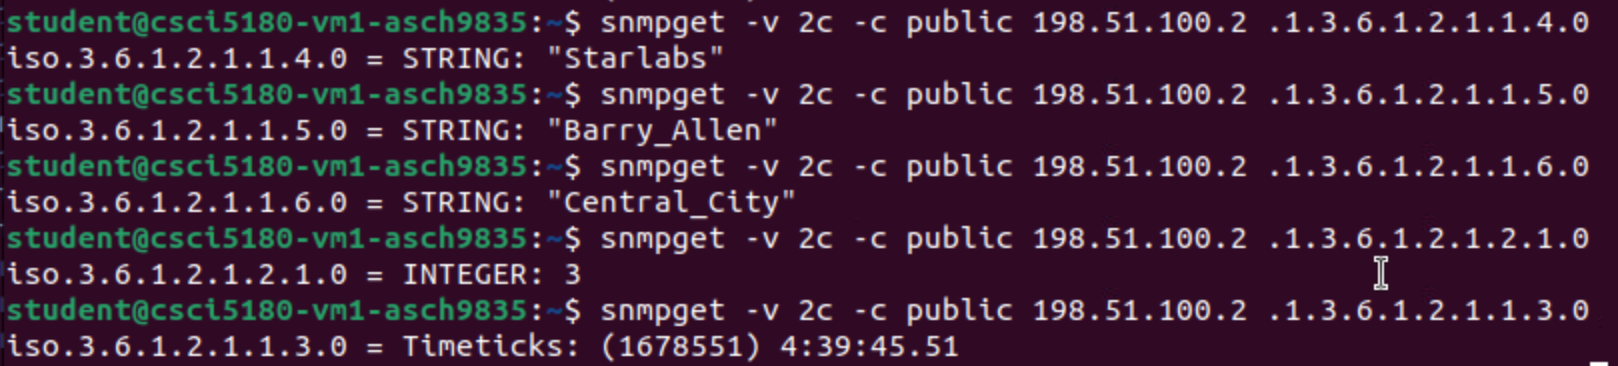 student@csci5180-vm1-asch9835:~$ snmpget -v 2c -c public 198.51.100.2 .1.3.6.1.2.1.1.4.0
iso.3.6.1.2.1.1.4.0 = STRING: "Starlabs"
student@csci5180-vm1-asch9835:~$ snmpget -v 2c -c public 198.51.100.2 .1.3.6.1.2.1.1.5.0
iso.3.6.1.2.1.1.5.0 = STRING: "Barry_Allen"
student@csci5180-vm1-asch9835:~$ snmpget -v 2c -c public 198.51.100.2 .1.3.6.1.2.1.1.6.0
iso.3.6.1.2.1.1.6.0 = STRING: "Central_City"
student@csci5180-vm1-asch9835:~$ snmpget -v 2c -c public 198.51.100.2 .1.3.6.1.2.1.2.1.0
iso.3.6.1.2.1.2.1.0 = INTEGER: 3
student@csci5180-vm1-asch9835:~$ snmpget -v 2c -c public 198.51.100.2 .1.3.6.1.2.1.1.3.0
iso.3.6.1.2.1.1.3.0 = Timeticks: (1678551) 4:39:45.51